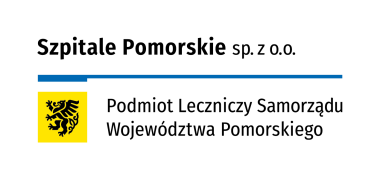 Szpitale Pomorskie sp. z o.o.
Podmiot Leczniczy Samorządu
Województwa Pomorskiego